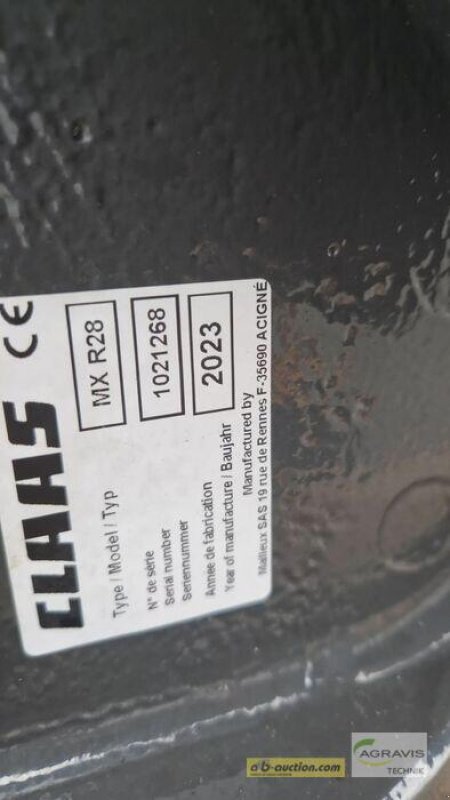 CLAAS CE
Type / Model / Typ MX R28
N° de série
Serial number 1021268
Seriennummer
Année de fabrication
Year of manufacture / Baujahr 2023
Manufactured by
Mailleux SAS 19 rue de Rennes F-35690 ACIGNÉ
ab-auction.com
AGRAVIS
TECHNIK